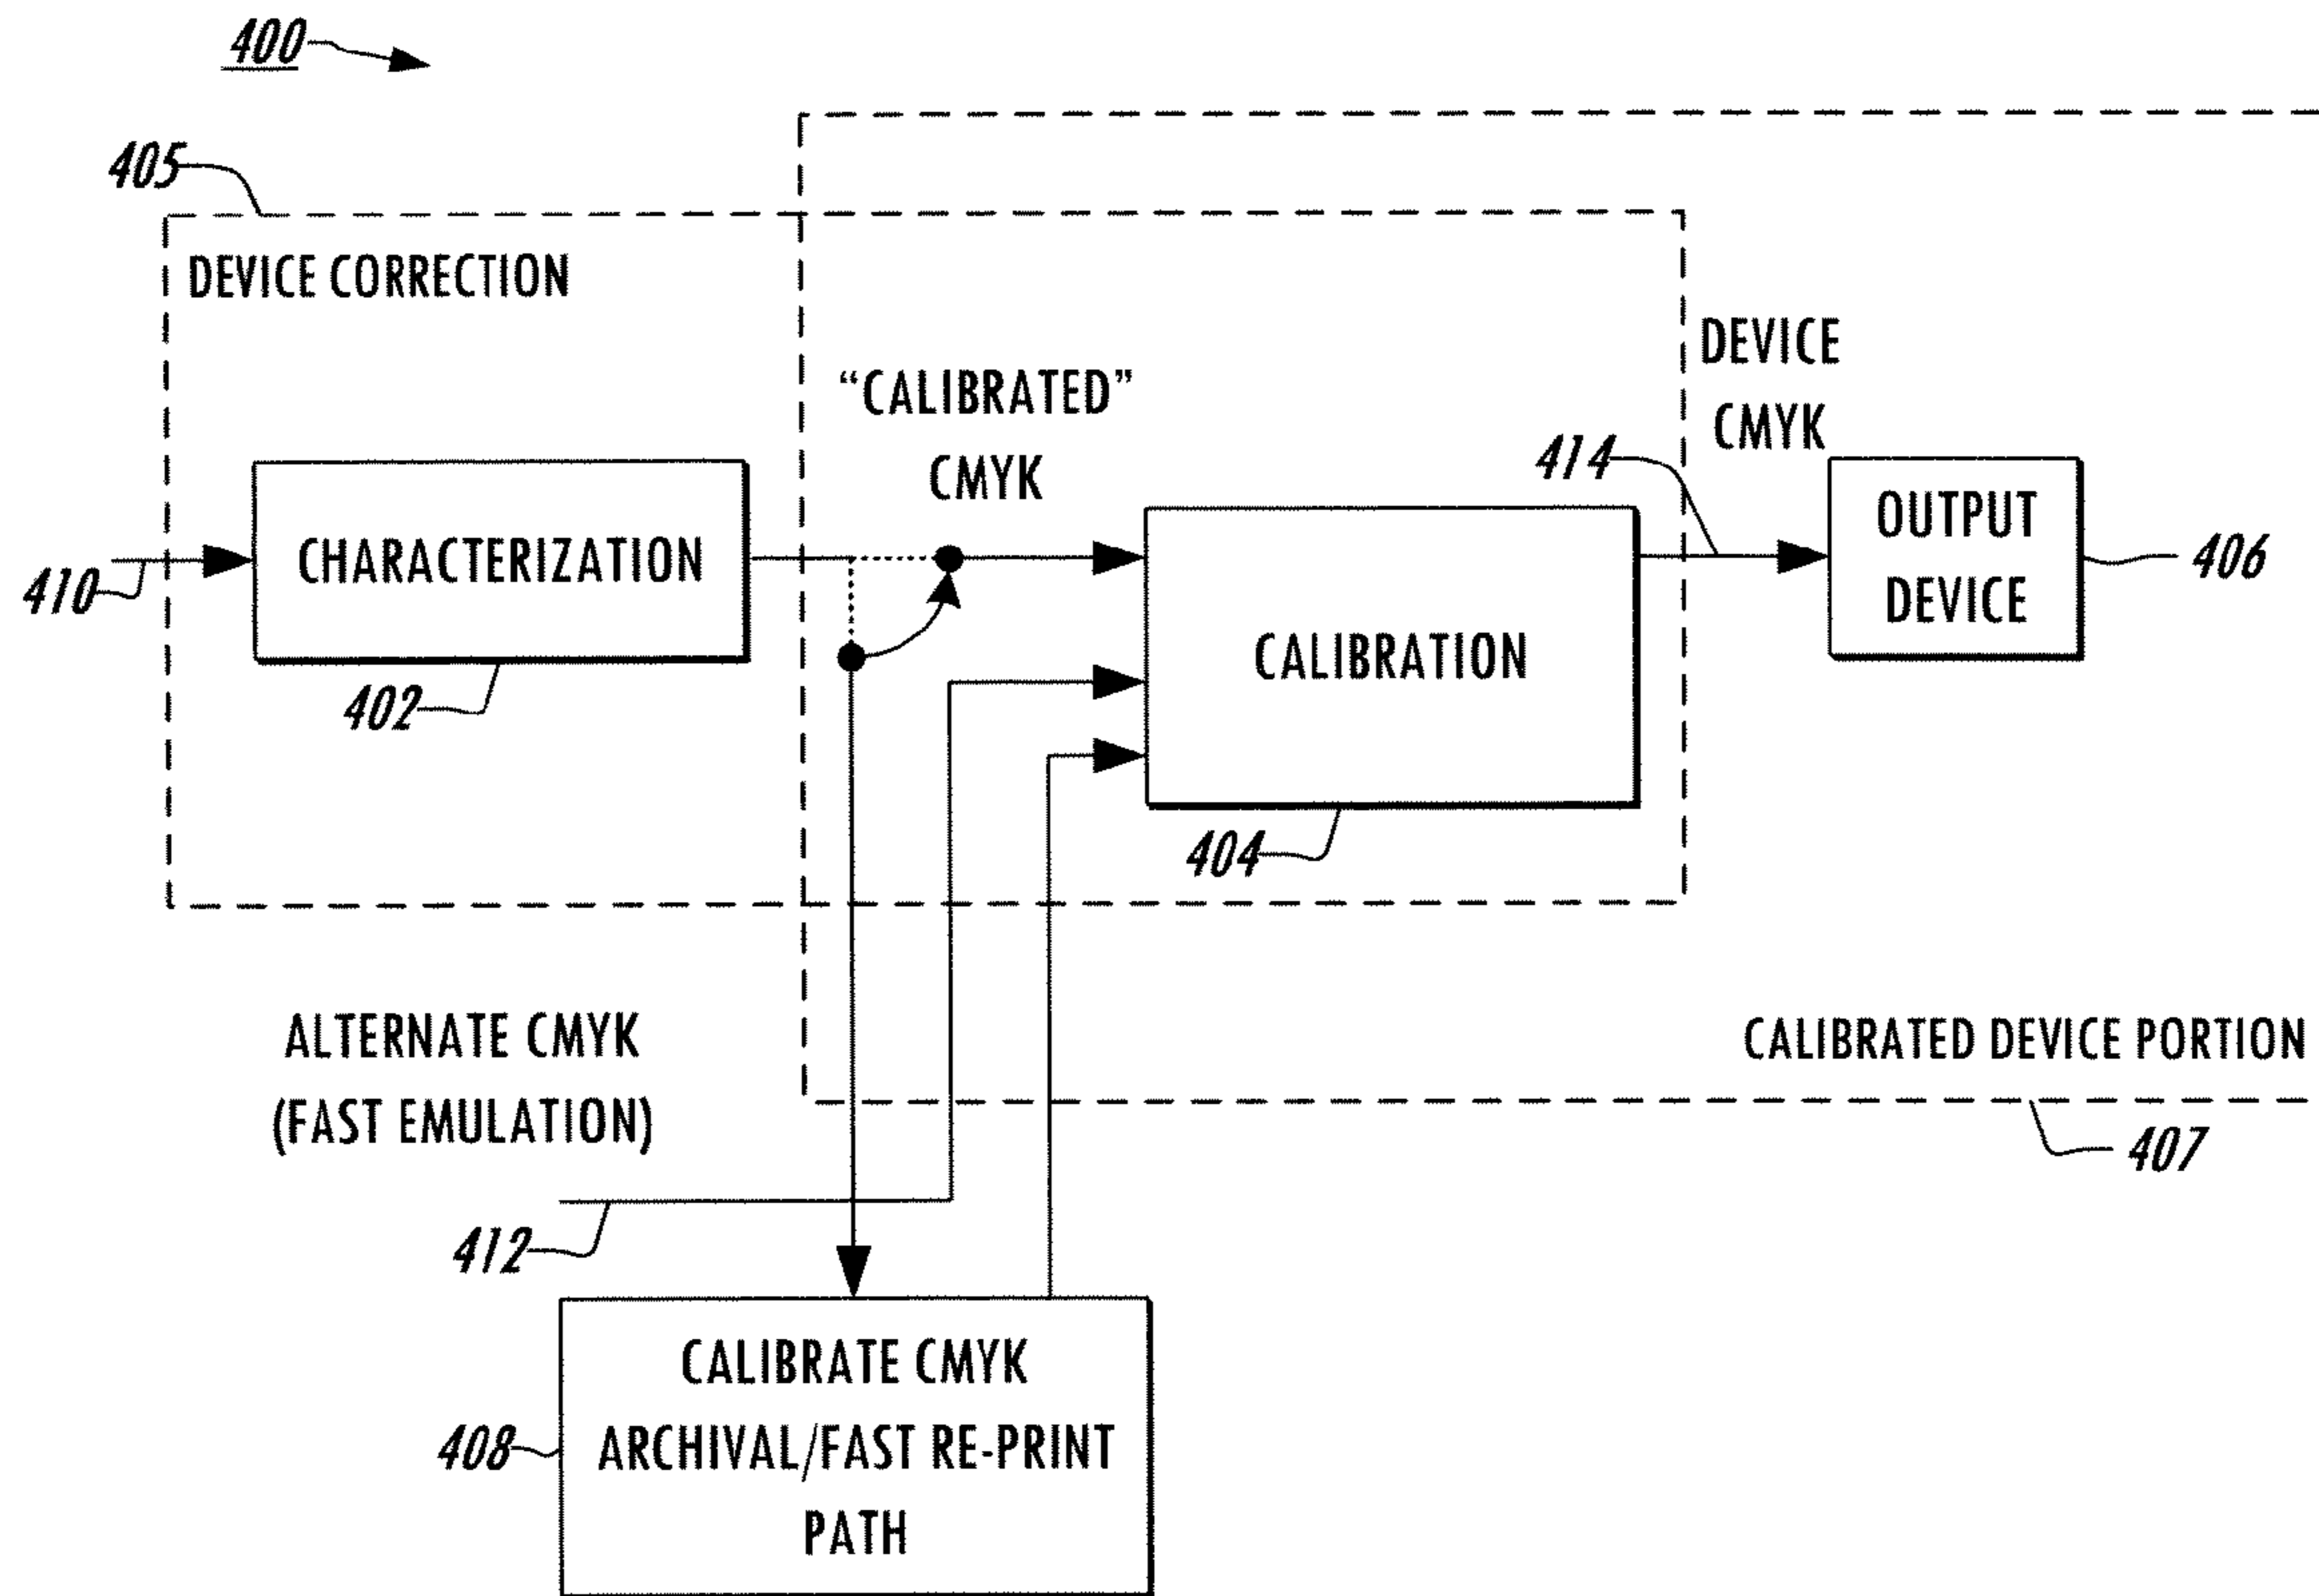 400
405
DEVICE CORRECTION
DEVICE
CMYK
“CALIBRATED”
CMYK
414
410
CHARACTERIZATION
OUTPUT
DEVICE
406
CALIBRATION
402
404
ALTERNATE CMYK
(FAST EMULATION)
CALIBRATED DEVICE PORTION
407
412
CALIBRATE CMYK
ARCHIVAL/FAST RE-PRINT
PATH
408